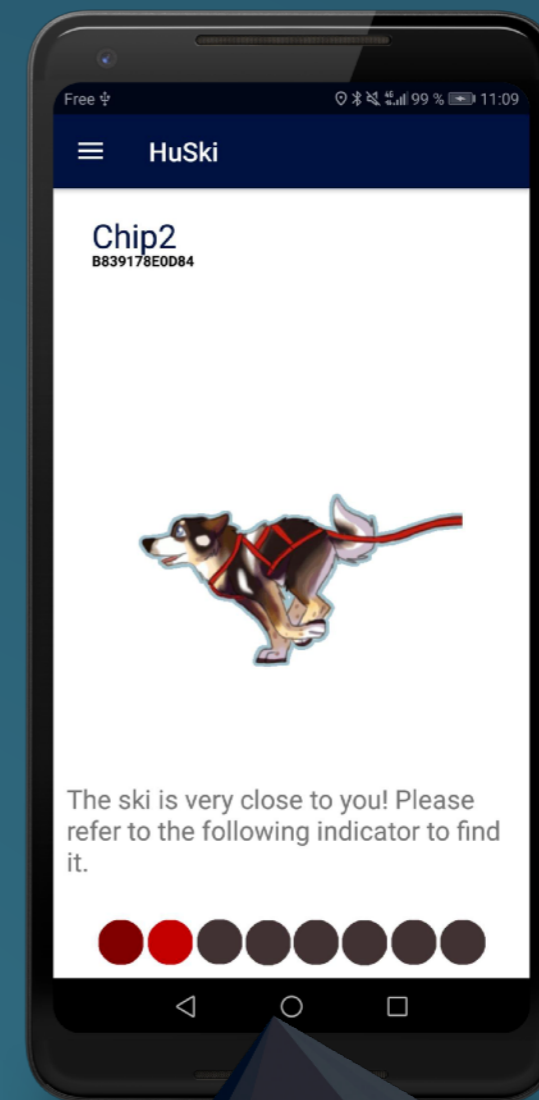 Free 99 % 11:09
HuSki
Chip2
B839178E0D84
The ski is very close to you! Please
refer to the following indicator to find
it.